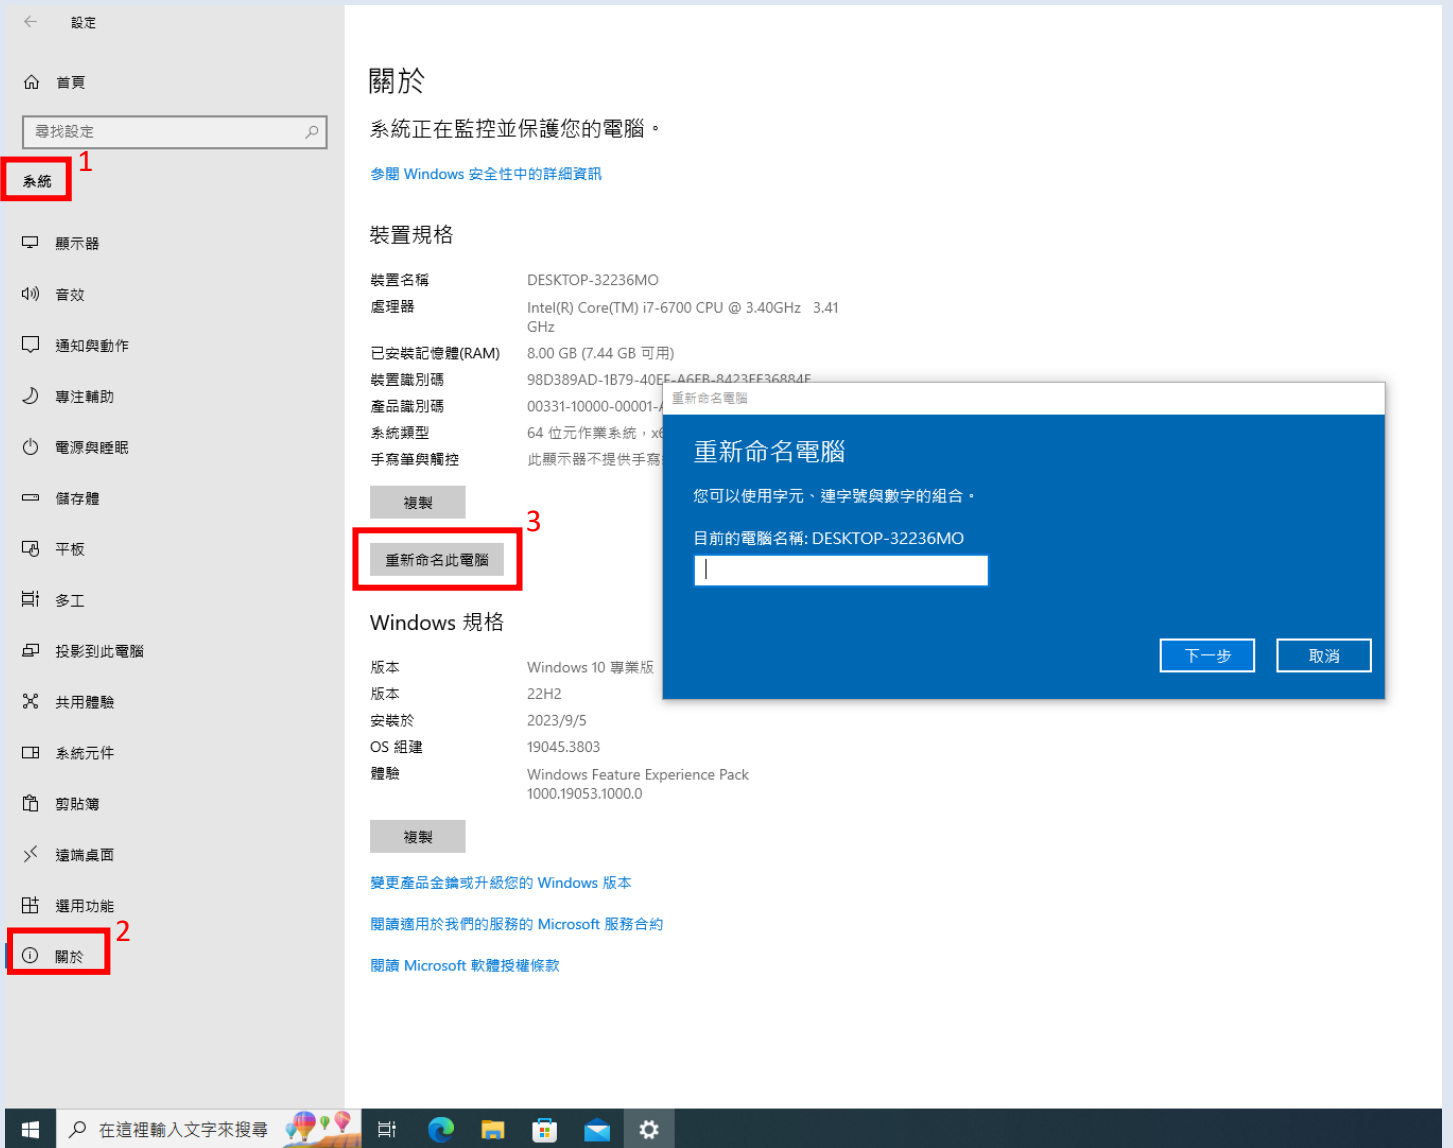 設定
首頁
尋找設定
1
系統
顯示器
音效
通知與動作
專注輔助
電源與睡眠
儲存體
平板
多工
投影到此電腦
共用體驗
系統元件
剪貼簿
遠端桌面
選用功能
2
關於
關於
系統正在監控並保護您的電腦。
參閱 Windows 安全性中的詳細資訊
裝置規格
裝置名稱 DESKTOP-32236MO
處理器 Intel(R) Core(TM) i7-6700 CPU @ 3.40GHz 3.41
GHz
已安裝記憶體(RAM) 8.00 GB (7.44 GB 可用)
裝置識別碼 98D389AD-1B79-40EF-A6FB-8423FF36884F
產品識別碼 00331-10000-00001-
系統類型 64 位元作業系統，x6
手寫筆與觸控 此顯示器不提供手寫
複製
3
重新命名此電腦
Windows 規格
版本 Windows 10 專業版
版本 22H2
安裝於 2023/9/5
OS 組建 19045.3803
體驗 Windows Feature Experience Pack
1000.19053.1000.0
複製
變更產品金鑰或升級您的 Windows 版本
閱讀適用於我們的服務的 Microsoft 服務合約
閱讀 Microsoft 軟體授權條款
重新命名電腦
重新命名電腦
您可以使用字元、連字號與數字的組合。
目前的電腦名稱: DESKTOP-32236MO
下一步
取消
在這裡輸入文字來搜尋